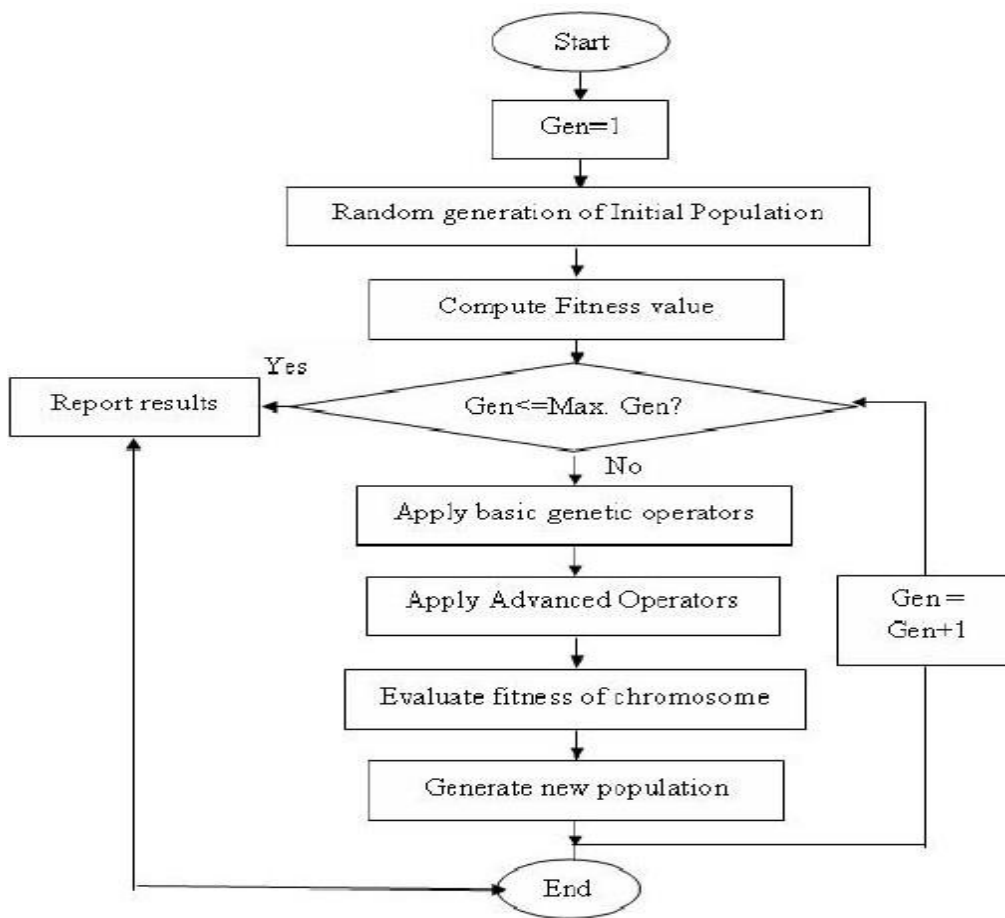 Start
Gen=1
Random generation of Initial Population
Compute Fitness value
Yes
Report results
Gen<=Max. Gen?
No
Apply basic genetic operators
Apply Advanced Operators
Gen =
Gen+1
Evaluate fitness of chromosome
Generate new population
End